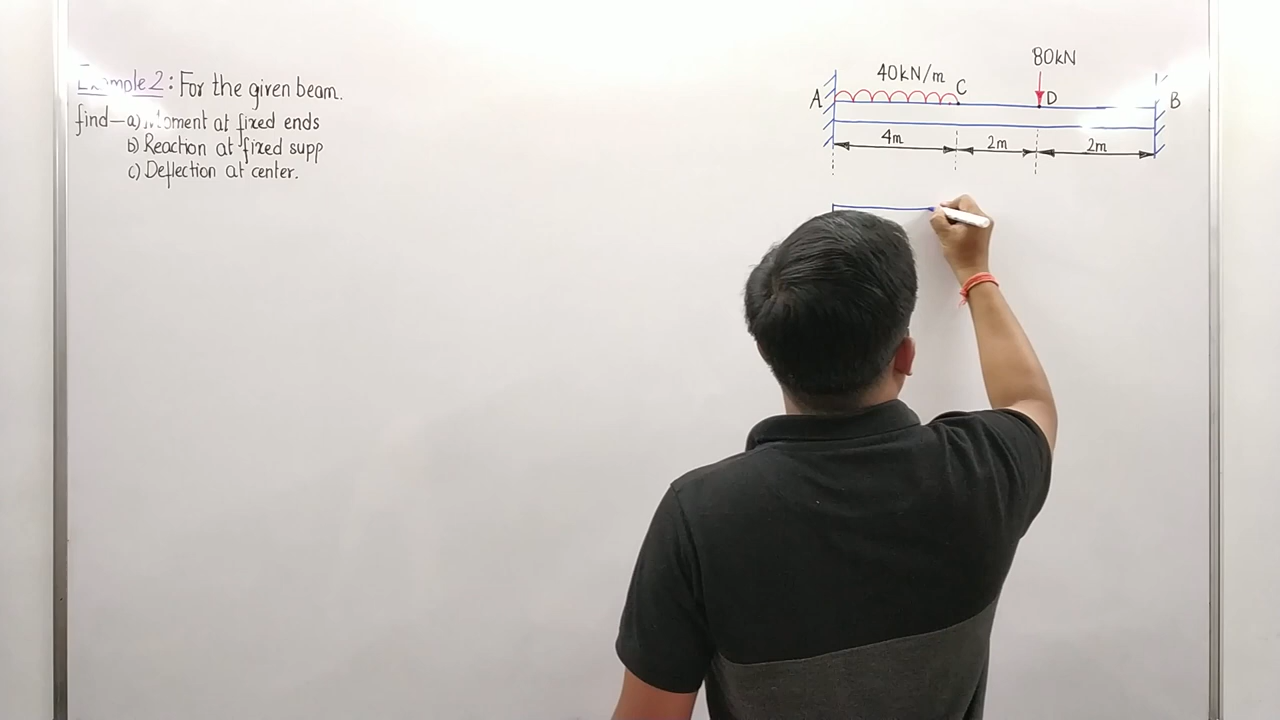 Example 2: For the given beam.
find—a) Moment at fixed ends
b) Reaction at fixed supp
c) Deflection at center.
80kN
40kN/m
C
A
D
B
4m
2m
2m